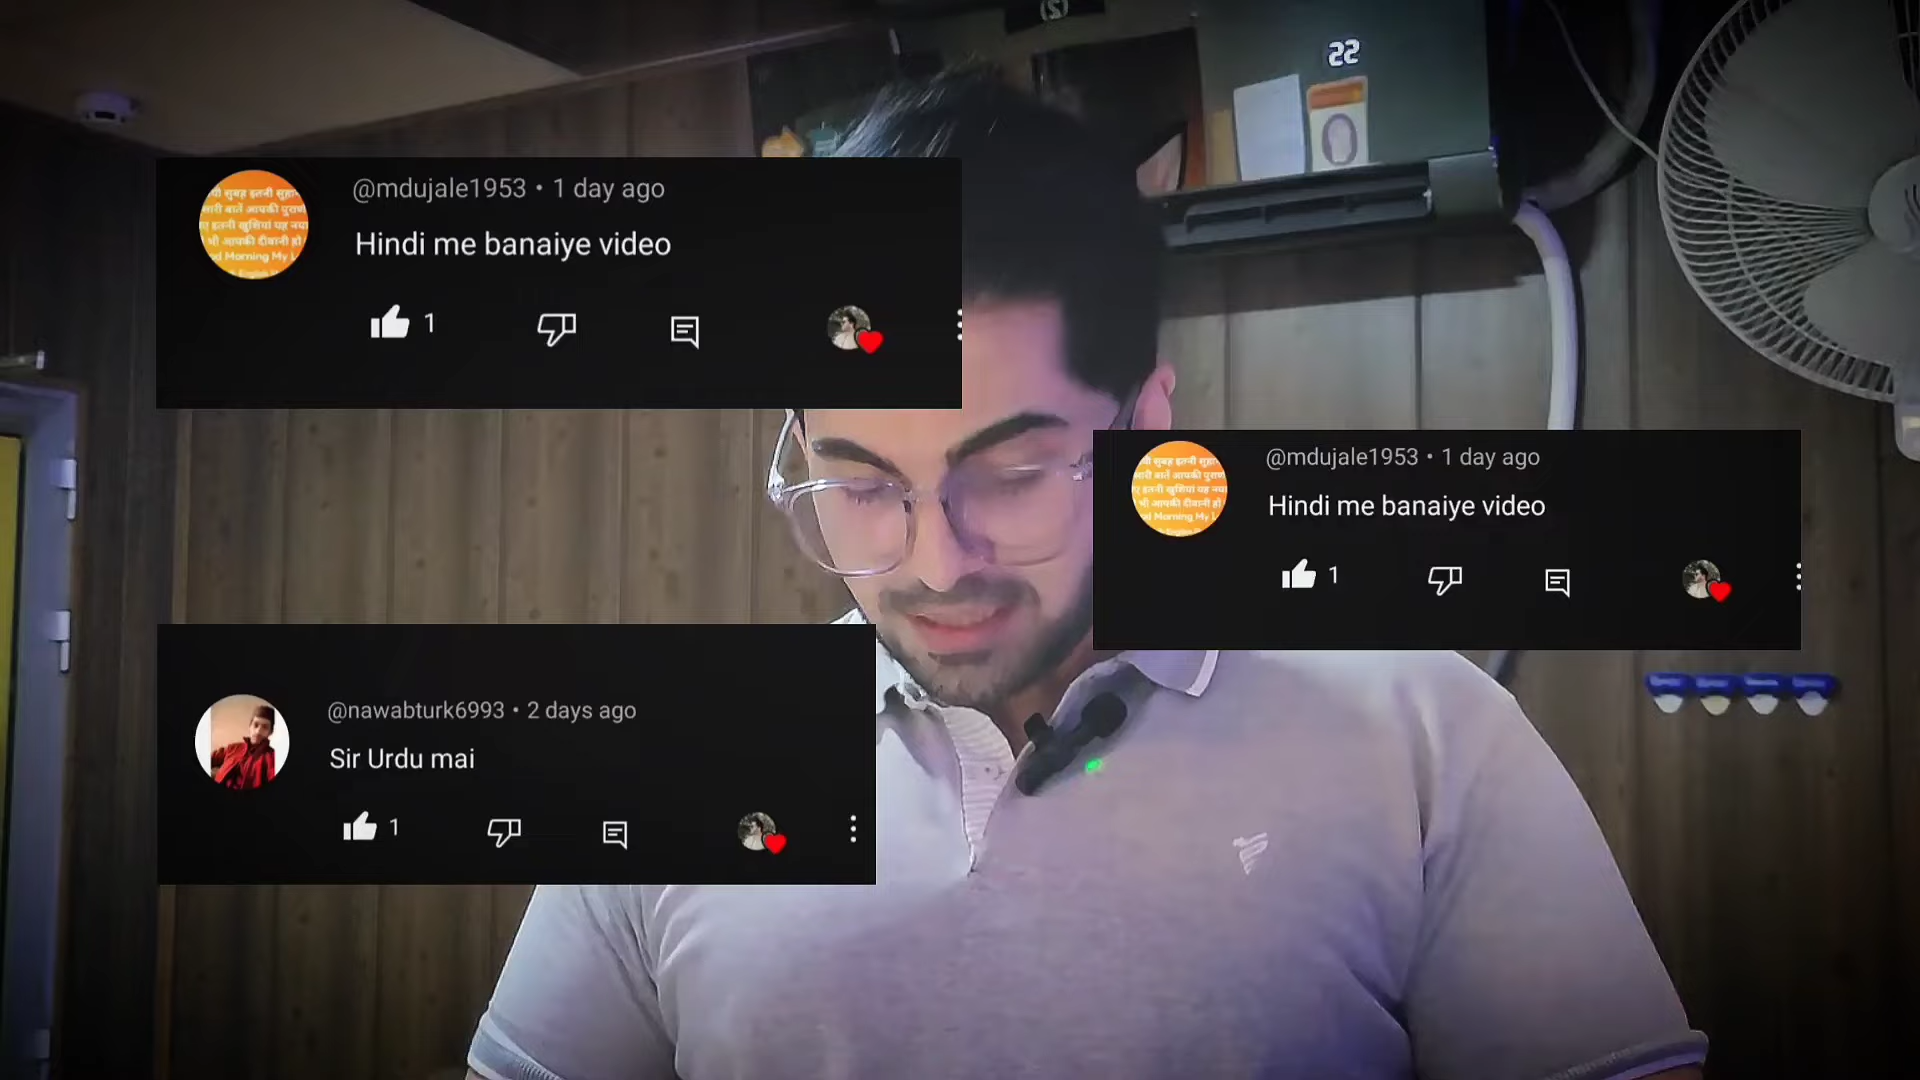 (2)
22
@mdujale1953 • 1 day ago
Hindi me banaiye video
1
@mdujale1953 • 1 day ago
Hindi me banaiye video
1
@nawabturk6993 • 2 days ago
Sir Urdu mai
1